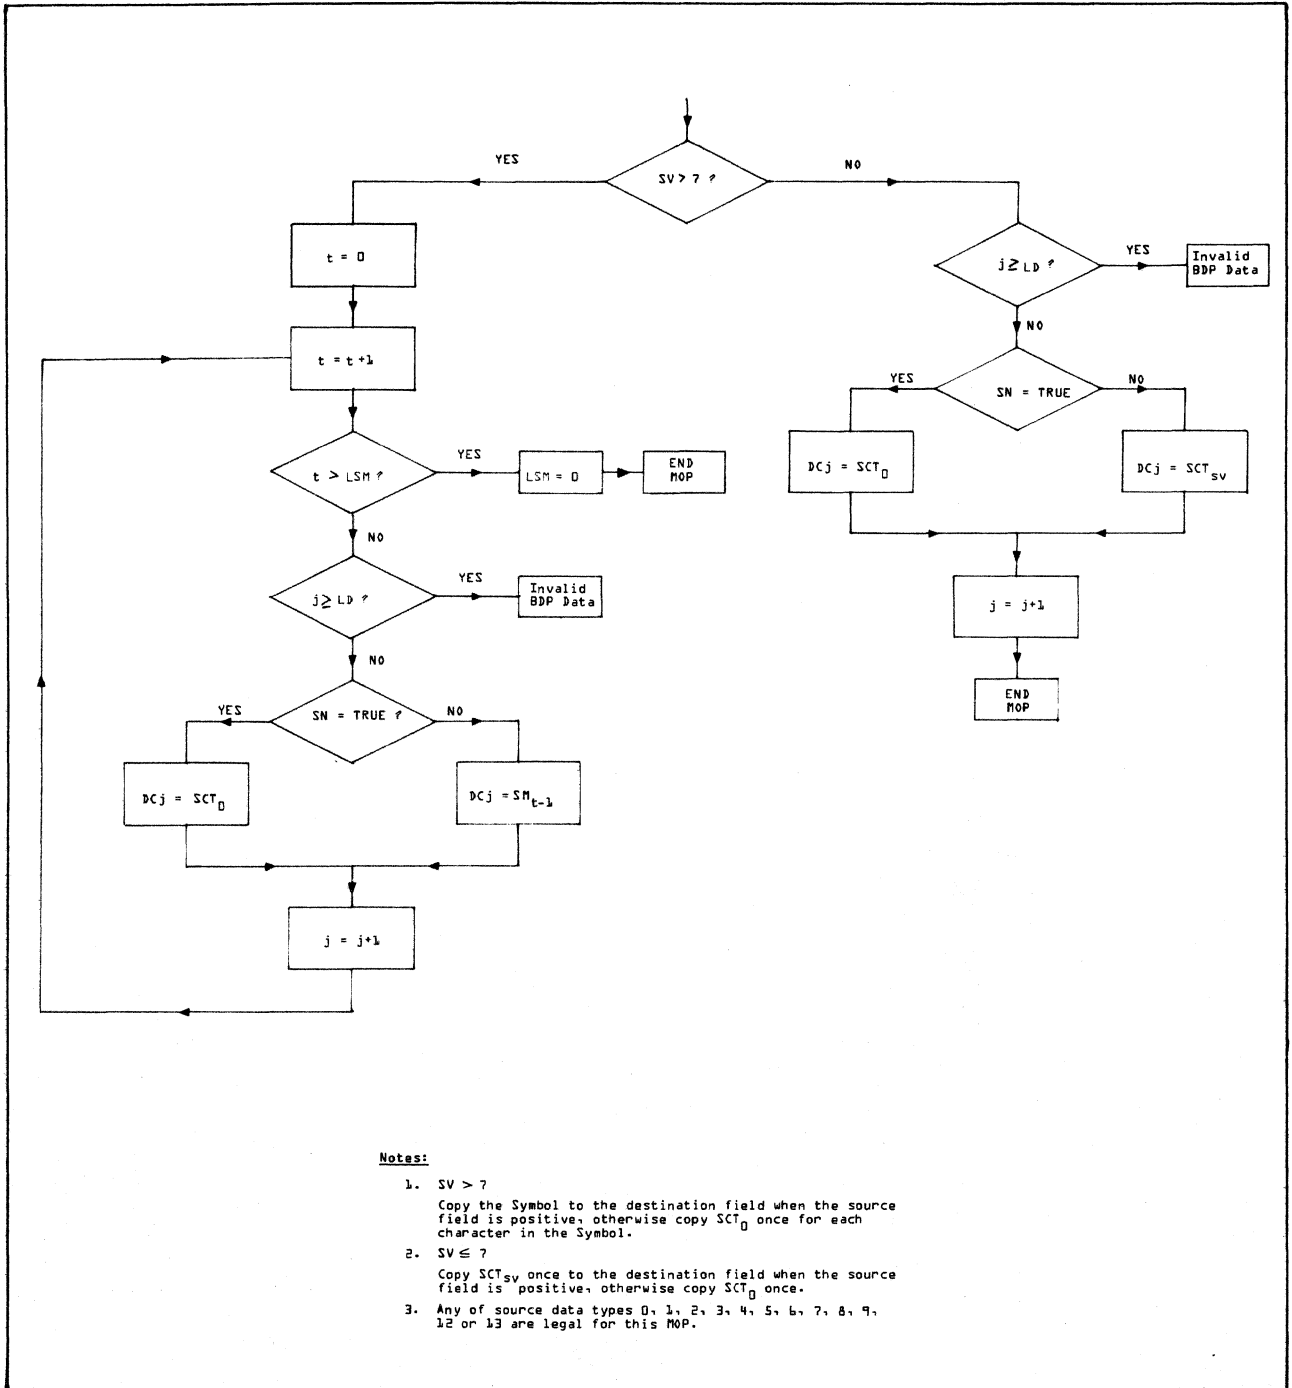 SV > 7 ?
YES
NO
t = 0
j ≥ LD ?
YES
Invalid
BDP Data
NO
t = t+1
SN = TRUE
YES
NO
DCj = SCT0
DCj = SCTsv
t > LSM ?
YES
LSM = 0
END
MOP
NO
j ≥ LD ?
YES
Invalid
BDP Data
j = j+1
NO
END
MOP
SN = TRUE ?
YES
NO
DCj = SCT0
DCj = SMt-1
j = j+1
Notes:
1. SV > 7
Copy the Symbol to the destination field when the source
field is positive, otherwise copy SCT0 once for each
character in the Symbol.
2. SV ≤ 7
Copy SCTsv once to the destination field when the source
field is positive, otherwise copy SCT0 once.
3. Any of source data types 0, 1, 2, 3, 4, 5, 6, 7, 8, 9,
12 or 13 are legal for this MOP.